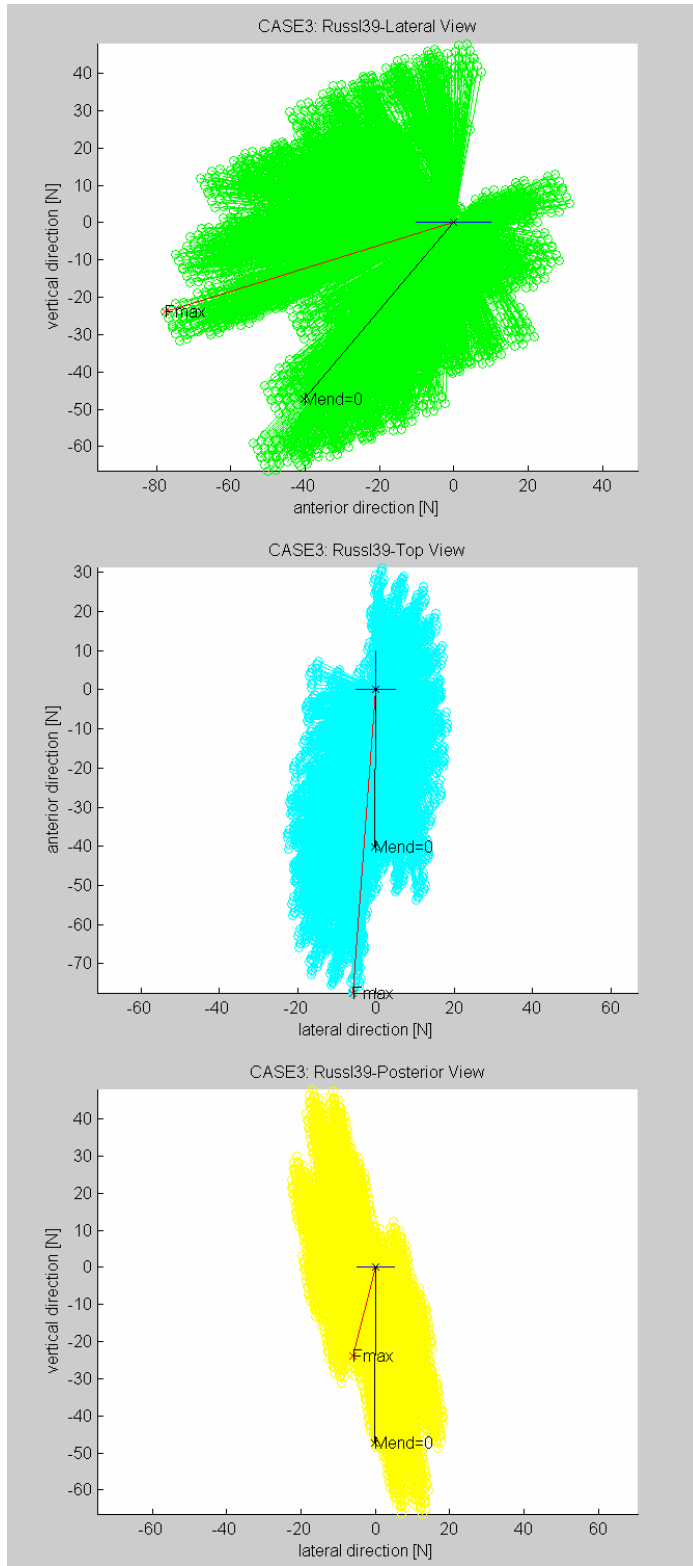 CASE3: Russl39-Lateral View
40
30
20
10
0
-10
-20
-30
-40
-50
-60
vertical direction [N]
Fmax
Mend=0
-80 -60 -40 -20 0 20 40
anterior direction [N]
CASE3: Russl39-Top View
30
20
10
0
-10
-20
-30
-40
-50
-60
-70
anterior direction [N]
Mend=0
Fmax
-60 -40 -20 0 20 40 60
lateral direction [N]
CASE3: Russl39-Posterior View
40
30
20
10
0
-10
-20
-30
-40
-50
-60
vertical direction [N]
Fmax
Mend=0
-60 -40 -20 0 20 40 60
lateral direction [N]